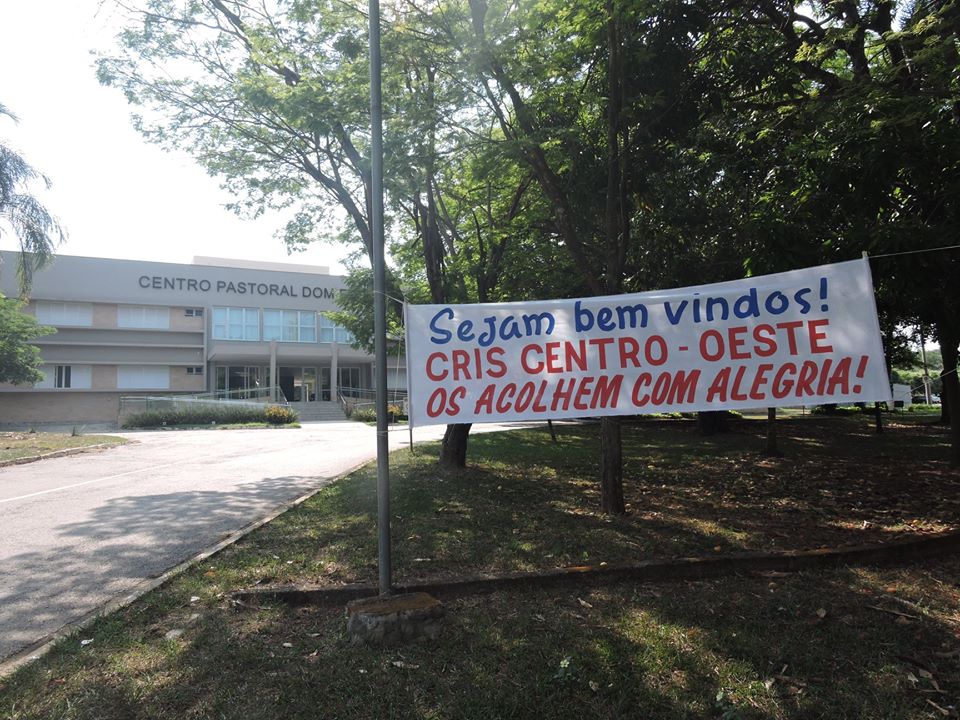 CENTRO PASTORAL DOM
Sejam bem vindos!
CRIS CENTRO - OESTE
OS ACOLHEM COM ALEGRIA!